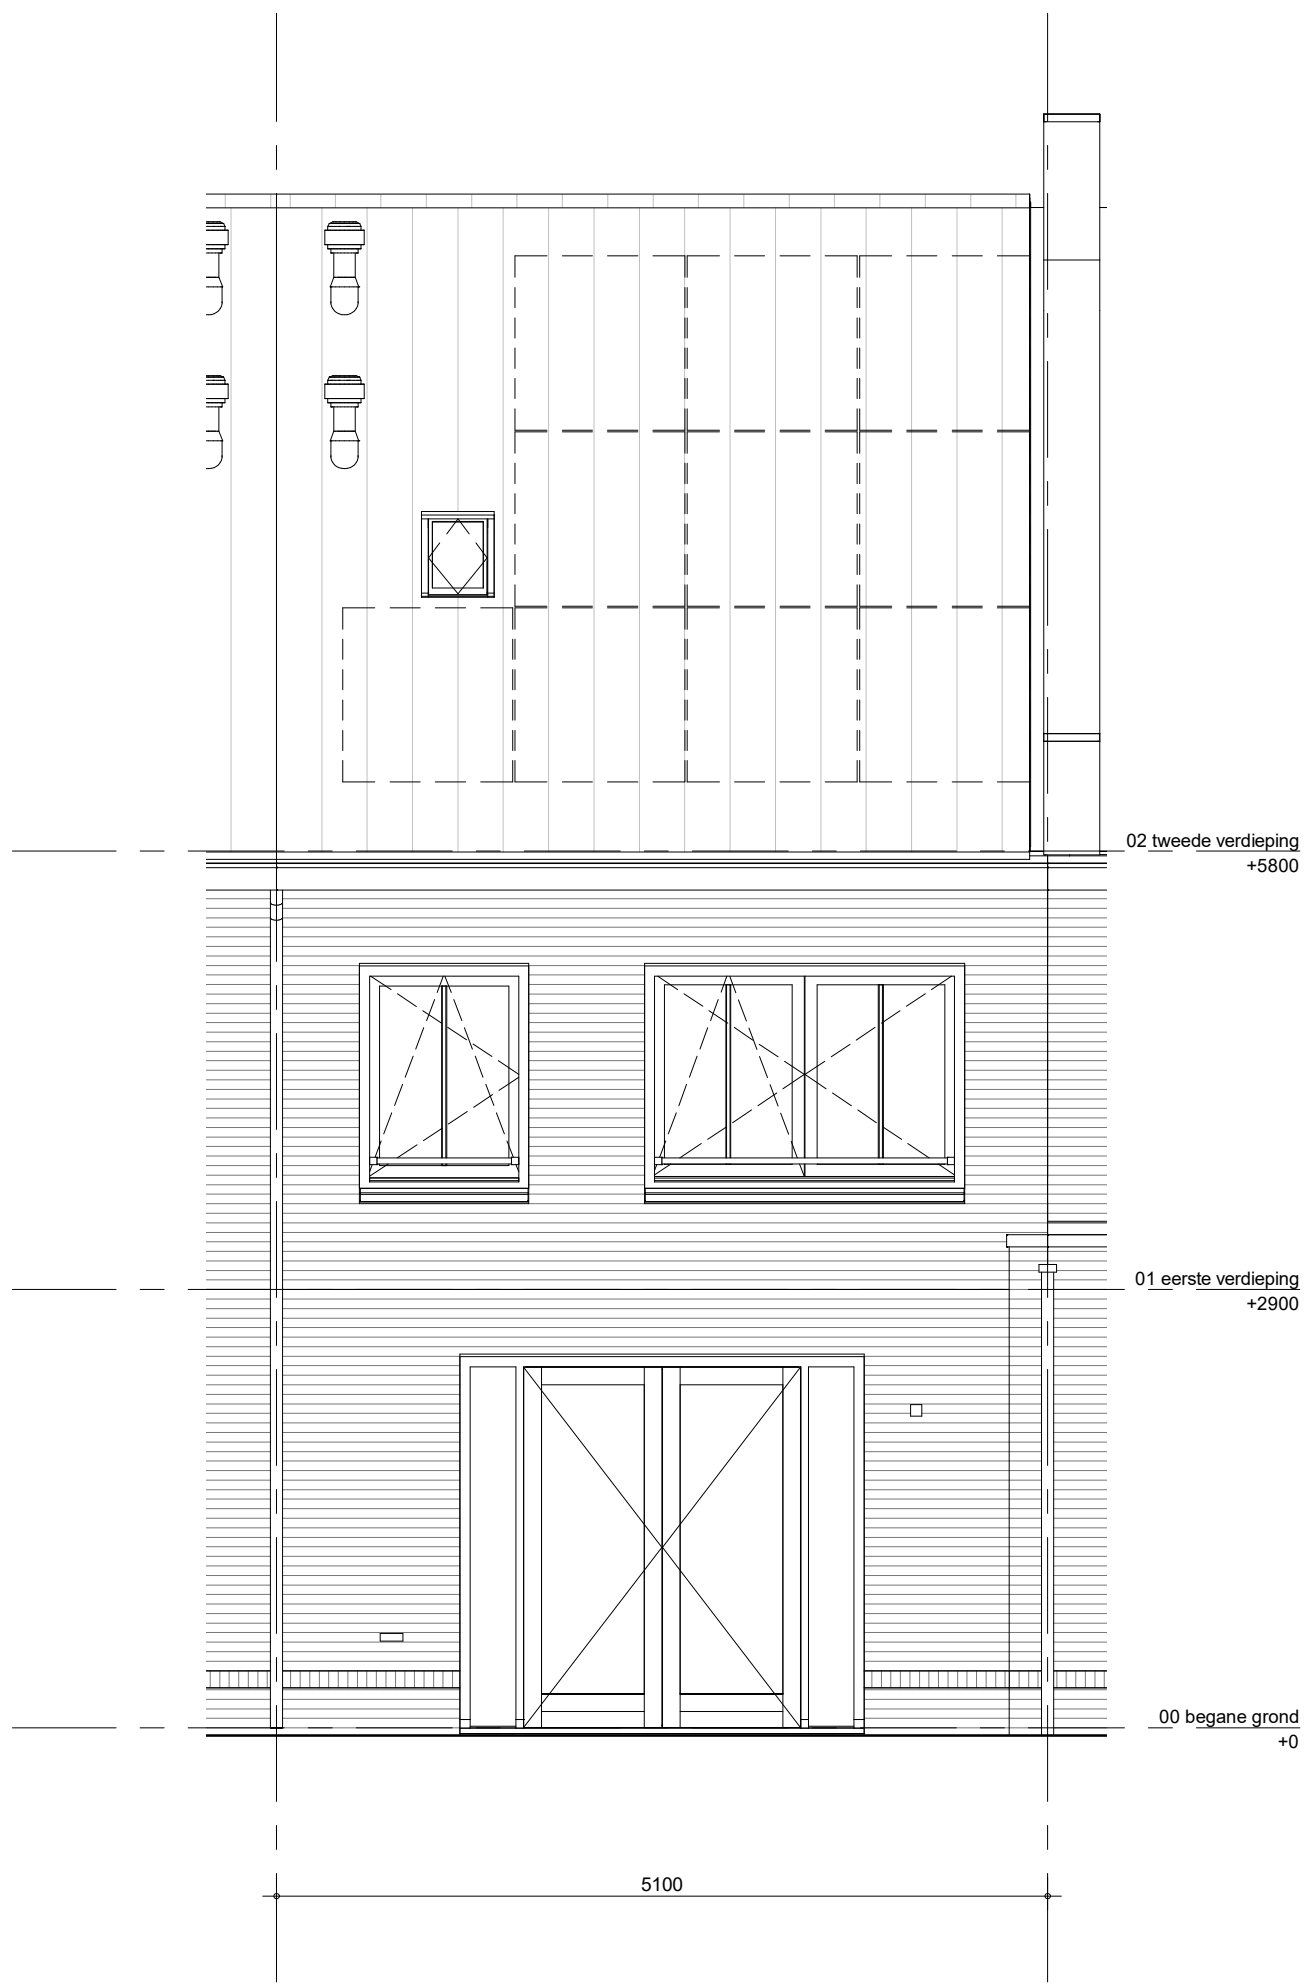 02 tweede verdieping
+5800
01 eerste verdieping
+2900
00 begane grond
+0
5100